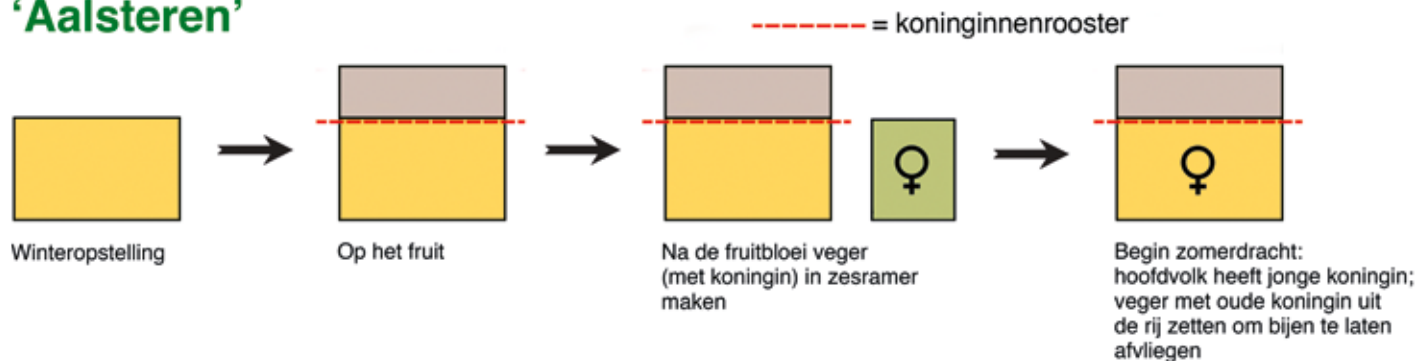 ‘Aalsteren’
= koninginnenrooster
Winteropstelling
Op het fruit
Na de fruitbloei veger
(met koningin) in zesramer
maken
Begin zomerdracht:
hoofdvolk heeft jonge koningin;
veger met oude koningin uit
de rij zetten om bijen te laten
afvliegen